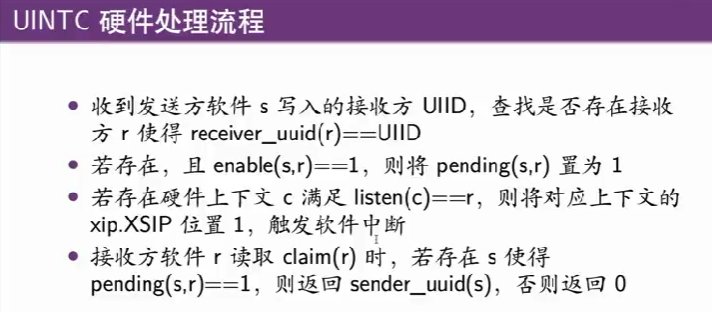 UINTC 硬件处理流程
• 收到发送方软件 s 写入的接收方 UIID，查找是否存在接收
方 r 使得 receiver_uuid(r)==UIID
• 若存在，且 enable(s,r)==1，则将 pending(s,r) 置为 1
• 若存在硬件上下文 c 满足 listen(c)==r，则将对应上下文的
xip.XSIP 位置 1，触发软件中断
• 接收方软件 r 读取 claim(r) 时，若存在 s 使得
pending(s,r)==1，则返回 sender_uuid(s)，否则返回 0